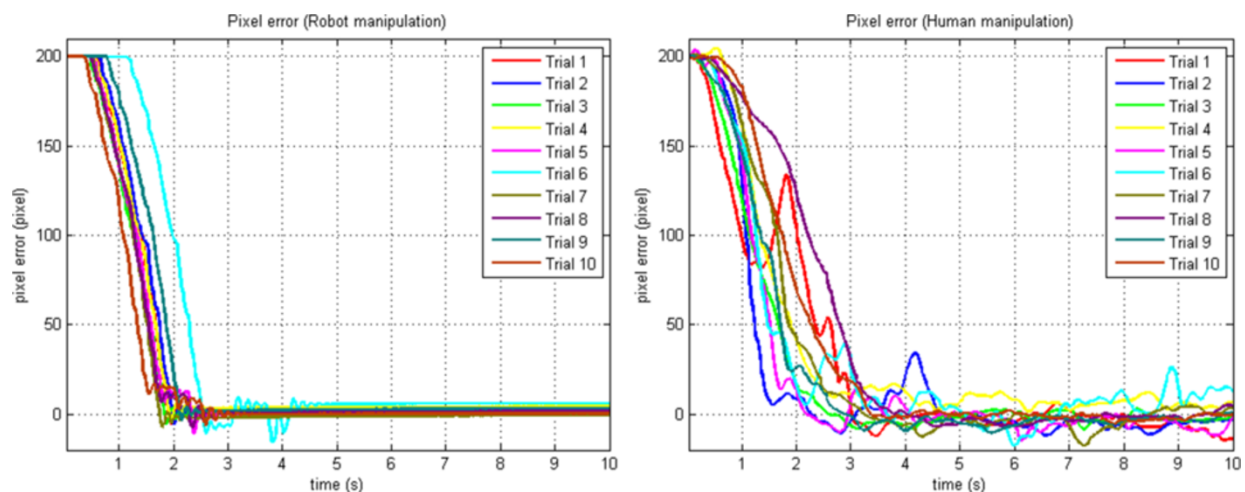 Pixel error (Robot manipulation)
200
150
100
50
0
pixel error (pixel)
1 2 3 4 5 6 7 8 9 10
time (s)
Trial 1
Trial 2
Trial 3
Trial 4
Trial 5
Trial 6
Trial 7
Trial 8
Trial 9
Trial 10
Pixel error (Human manipulation)
200
150
100
50
0
pixel error (pixel)
1 2 3 4 5 6 7 8 9 10
time (s)
Trial 1
Trial 2
Trial 3
Trial 4
Trial 5
Trial 6
Trial 7
Trial 8
Trial 9
Trial 10